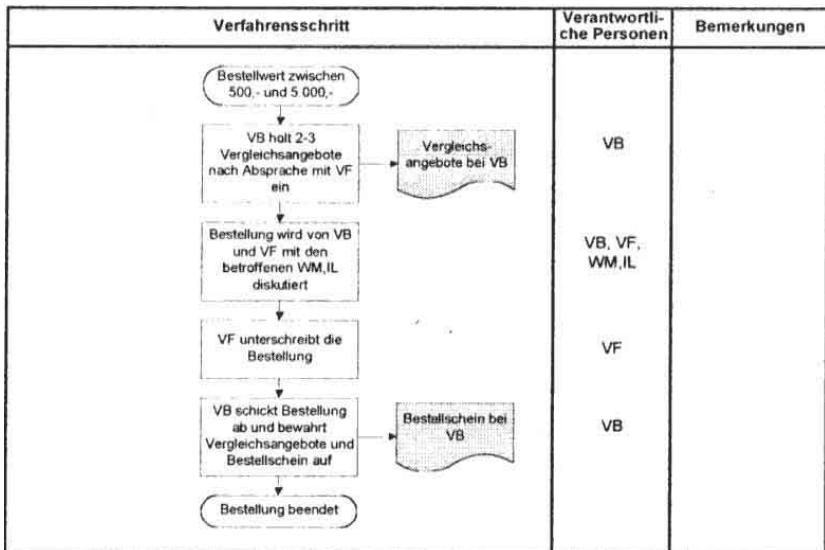 Verfahrensschritt
Verantwortli-
che Personen
Bemerkungen
Bestellwert zwischen
500,- und 5.000,-
VB holt 2-3
Vergleichsangebote
nach Absprache mit VF
ein
Vergleichs-
angebote bei VB
VB
Bestellung wird von VB
und VF mit den
betroffenen WM,IL
diskutiert
VB, VF,
WM,IL
VF unterschreibt die
Bestellung
VF
VB schickt Bestellung
ab und bewahrt
Vergleichsangebote und
Bestellschein auf
Bestellschein bei
VB
VB
Bestellung beendet